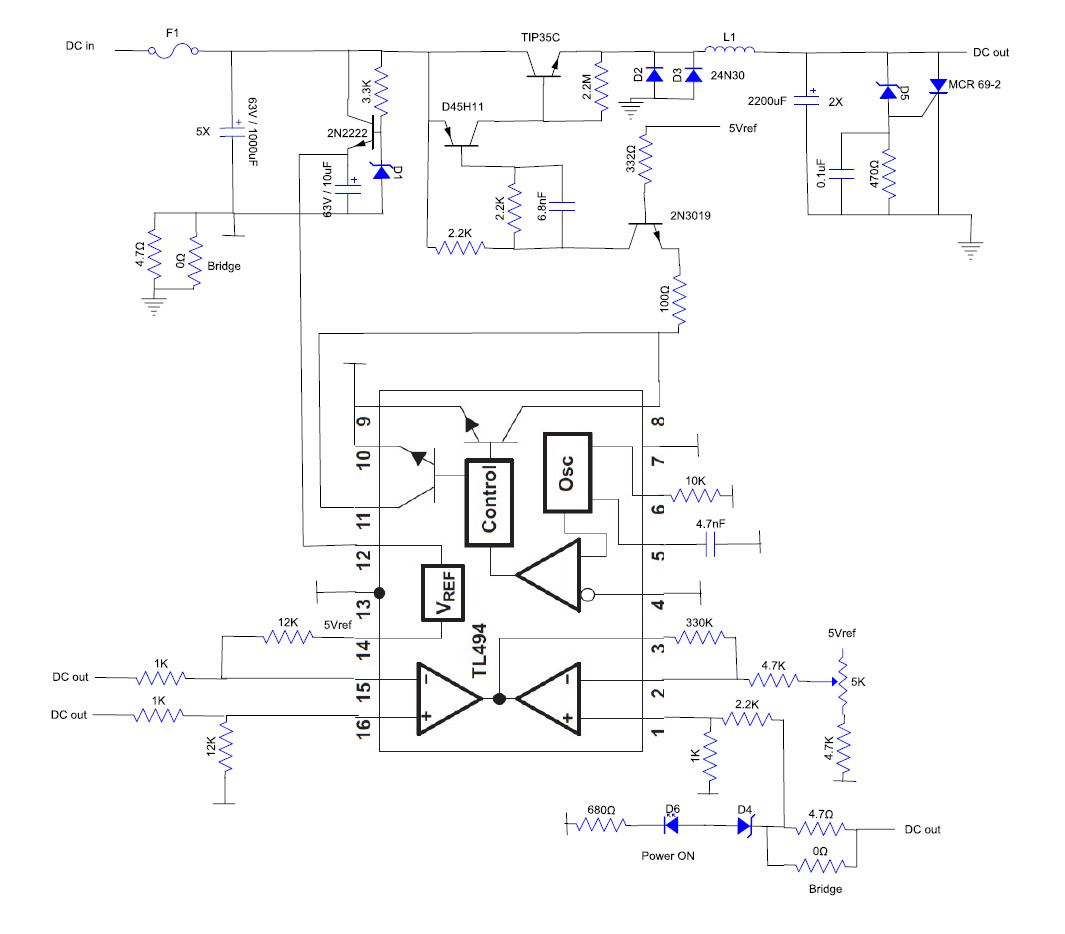 F1
DC in
TIP35C
L1
DC out
D2
D3
24N30
3.3K
2.2M
D45H11
MCR 69-2
D5
2200uF
2X
5X
63V / 1000uF
2N2222
5Vref
332Ω
D1
63V / 10uF
0.1uF
470Ω
2.2K
6.8nF
2N3019
2.2K
4.7Ω
0Ω
Bridge
100Ω
9
8
10
7
Control
Osc
10K
6
11
4.7nF
12
5
VREF
13
4
12K
5Vref
14
TL494
3
330K
5Vref
DC out
1K
15
2
4.7K
5K
DC out
1K
16
1
2.2K
12K
1K
4.7K
680Ω
D6
D4
4.7Ω
DC out
Power ON
0Ω
Bridge